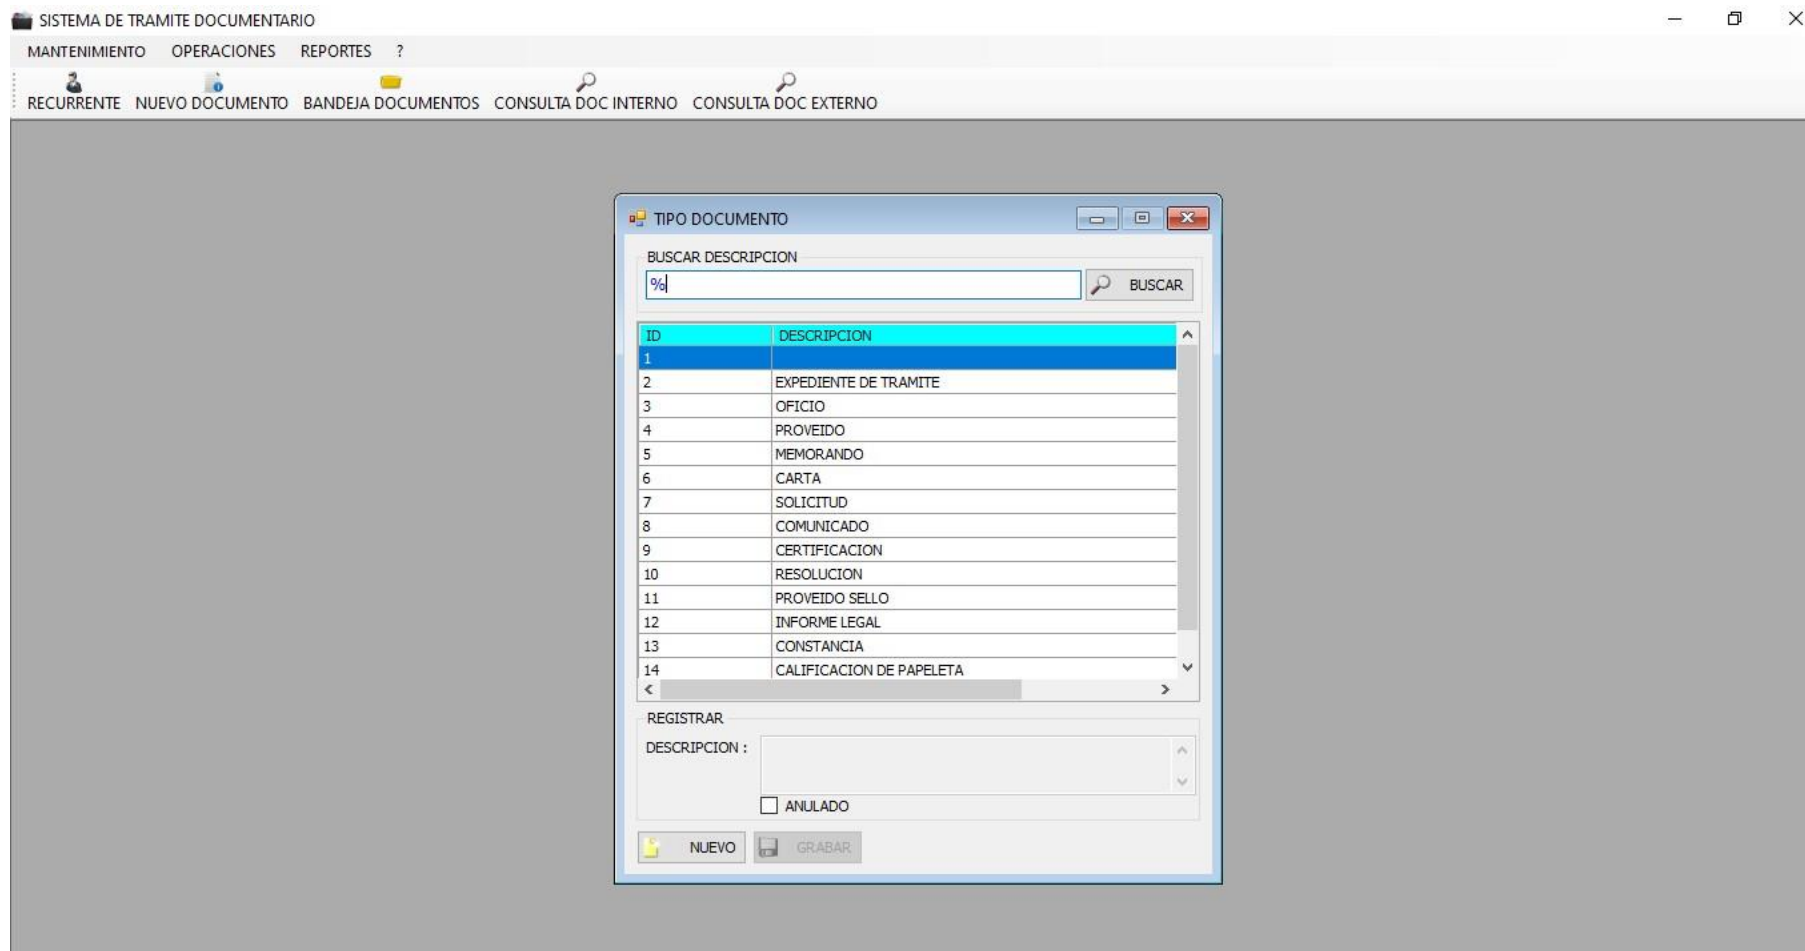 SISTEMA DE TRAMITE DOCUMENTARIO
MANTENIMIENTO OPERACIONES REPORTES ?
RECURRENTE NUEVO DOCUMENTO BANDEJA DOCUMENTOS CONSULTA DOC INTERNO CONSULTA DOC EXTERNO
TIPO DOCUMENTO
BUSCAR DESCRIPCION
% BUSCAR
ID DESCRIPCION
1
2 EXPEDIENTE DE TRAMITE
3 OFICIO
4 PROVEIDO
5 MEMORANDO
6 CARTA
7 SOLICITUD
8 COMUNICADO
9 CERTIFICACION
10 RESOLUCION
11 PROVEIDO SELLO
12 INFORME LEGAL
13 CONSTANCIA
14 CALIFICACION DE PAPELETA
REGISTRAR
DESCRIPCION :
ANULADO
NUEVO GRABAR